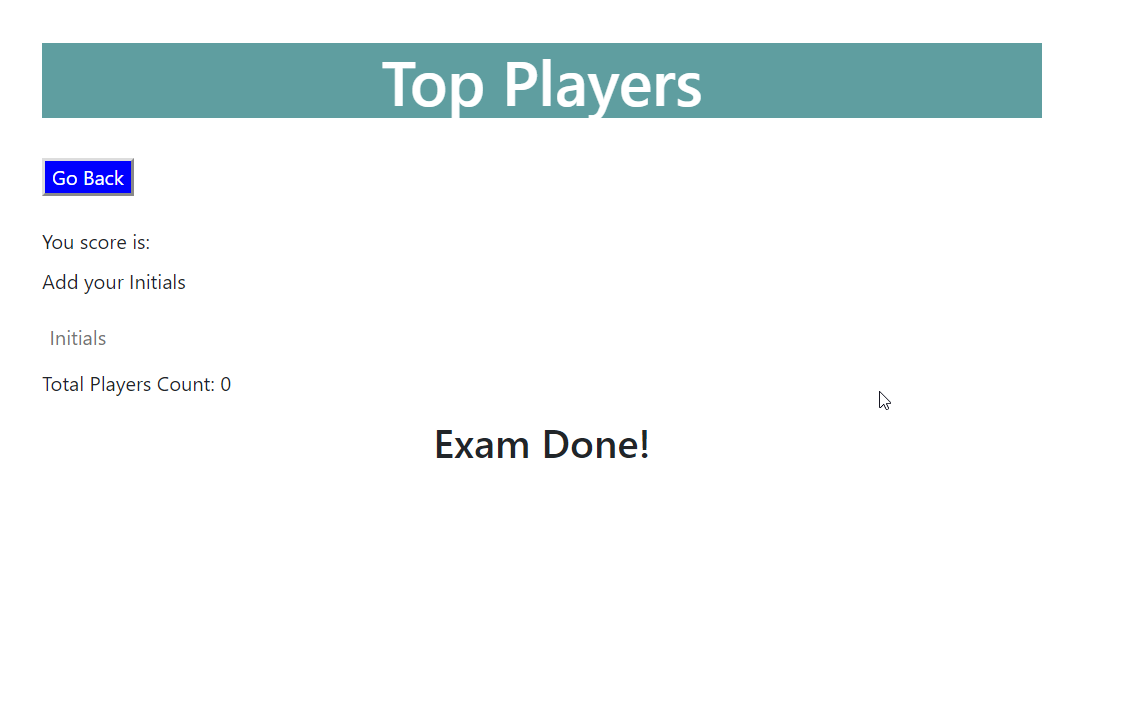 Top Players
Go Back
You score is:
Add your Initials
Initials
Total Players Count: 0
Exam Done!